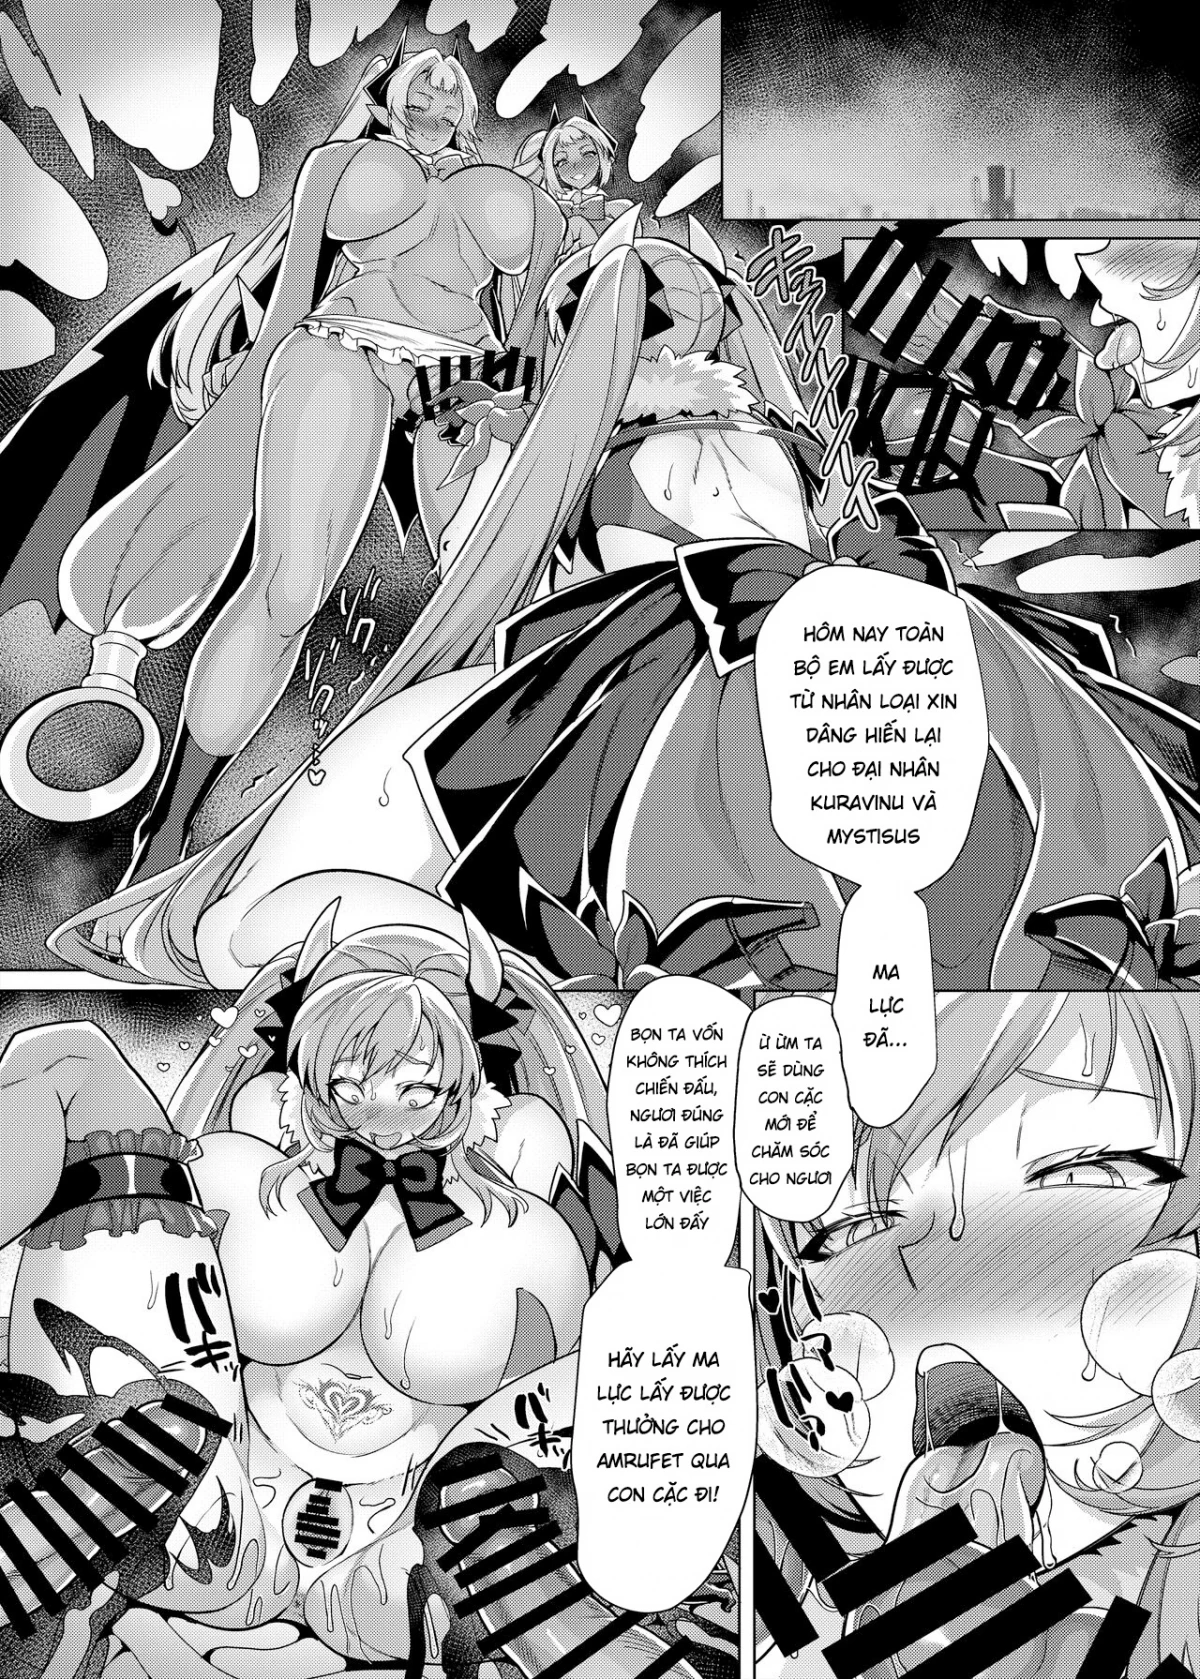 HÔM NAY TOÀN
BỘ EM LẤY ĐƯỢC
TỪ NHÂN LOẠI XIN
DÂNG HIẾN LẠI
CHO ĐẠI NHÂN
KURAVINU VÀ
MYSTISUS
MA
LỰC
ĐÃ...
Ừ ỪM TA
SẼ DÙNG
CON CẶC
MỚI ĐỂ
CHĂM SÓC
CHO NGƯƠI
BỌN TA VỐN
KHÔNG THÍCH
CHIẾN ĐẤU,
NGƯƠI ĐÚNG
LÀ ĐÃ GIÚP
BỌN TA ĐƯỢC
MỘT VIỆC
LỚN ĐẤY
HÃY LẤY MA
LỰC LẤY ĐƯỢC
THƯỞNG CHO
AMRUFET QUA
CON CẶC ĐI!